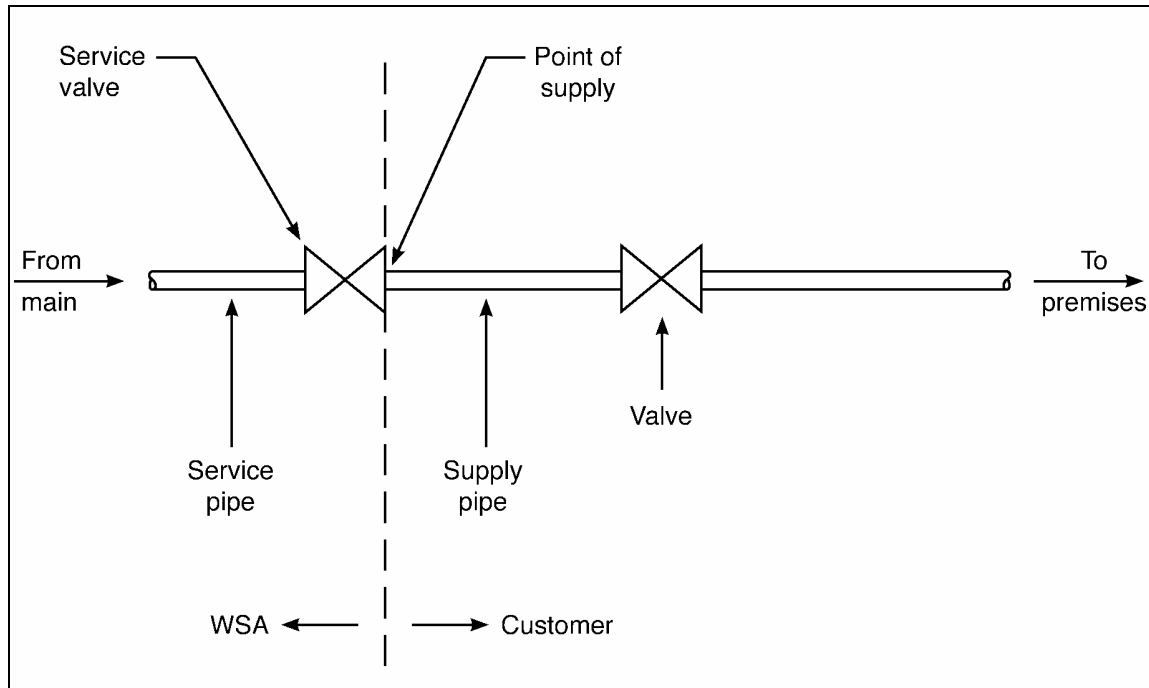 Service
valve
Point of
supply
From
main
To
premises
Valve
Service
pipe
Supply
pipe
WSA
Customer